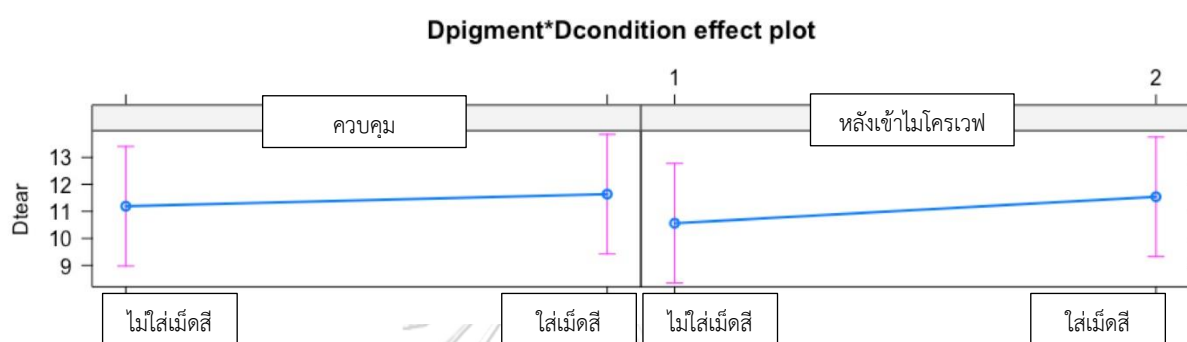 Dpigment*Dcondition effect plot
1 2
ควบคุม หลังเข้าไมโครเวฟ
Dtear
13
12
11
10
9
ไม่ใส่เม็ดสี ใส่เม็ดสี ไม่ใส่เม็ดสี ใส่เม็ดสี